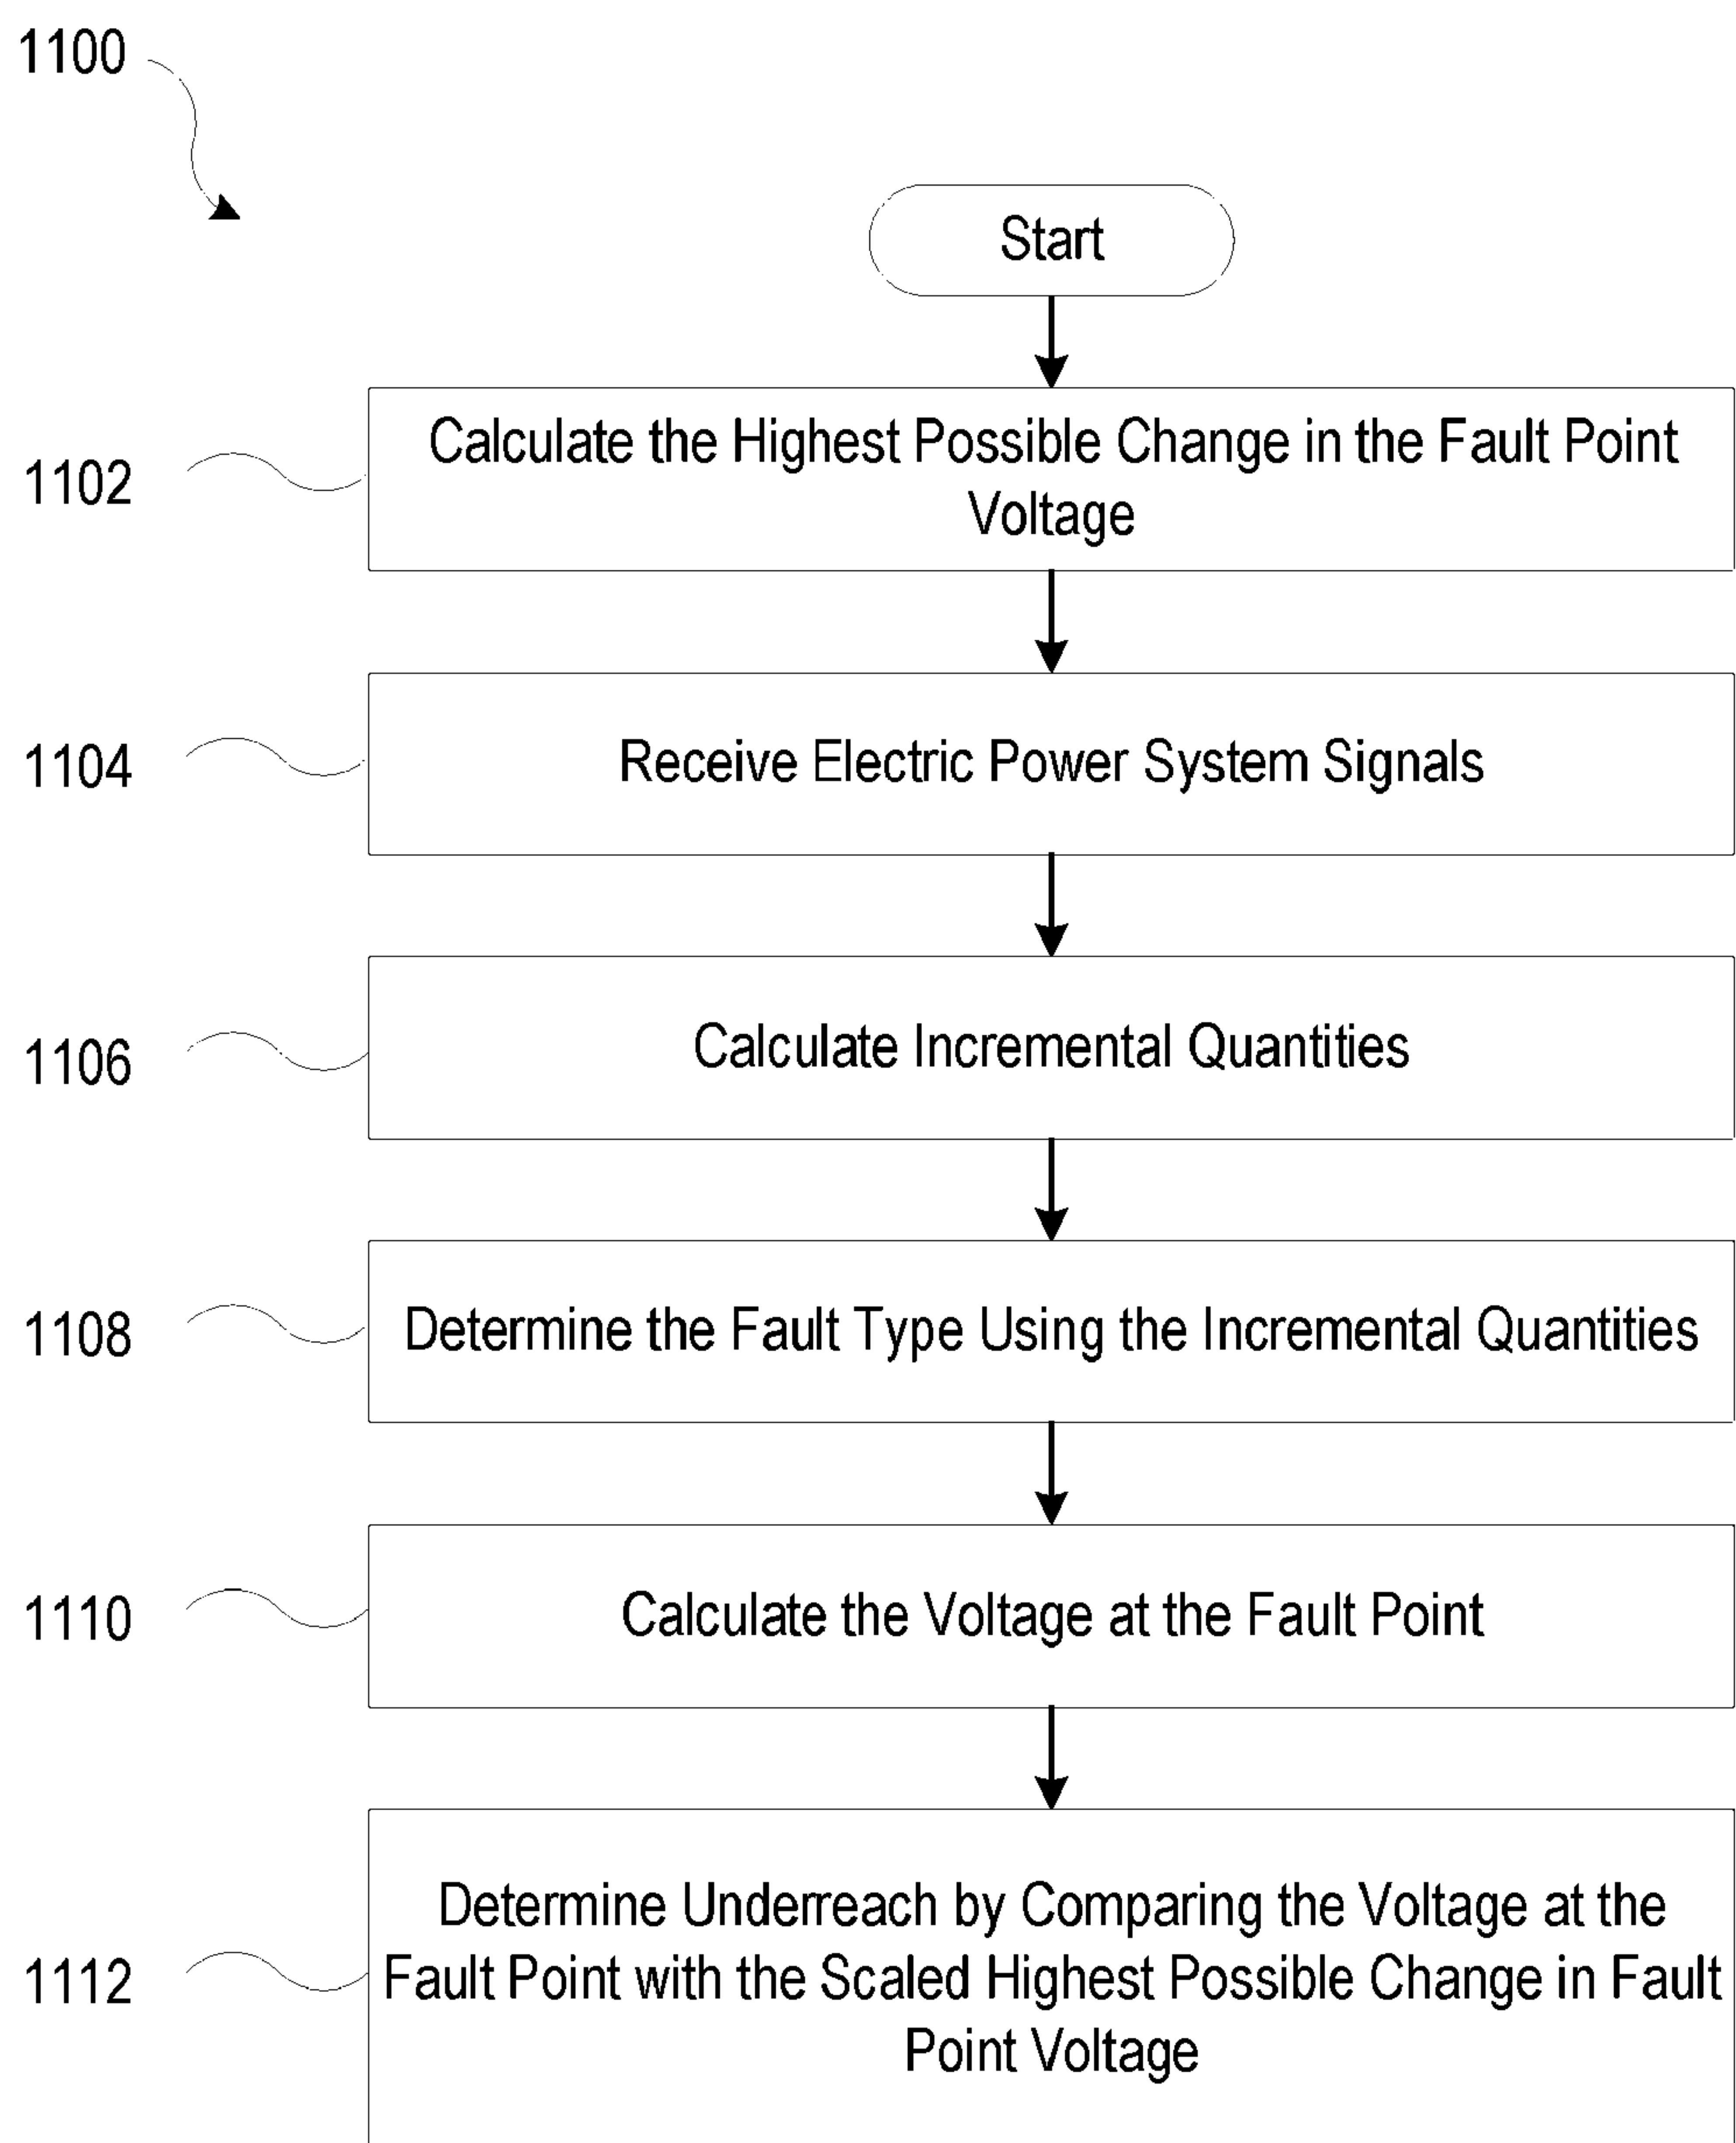 1100
Start
1102
Calculate the Highest Possible Change in the Fault Point
Voltage
1104
Receive Electric Power System Signals
1106
Calculate Incremental Quantities
1108
Determine the Fault Type Using the Incremental Quantities
1110
Calculate the Voltage at the Fault Point
1112
Determine Underreach by Comparing the Voltage at the
Fault Point with the Scaled Highest Possible Change in Fault
Point Voltage